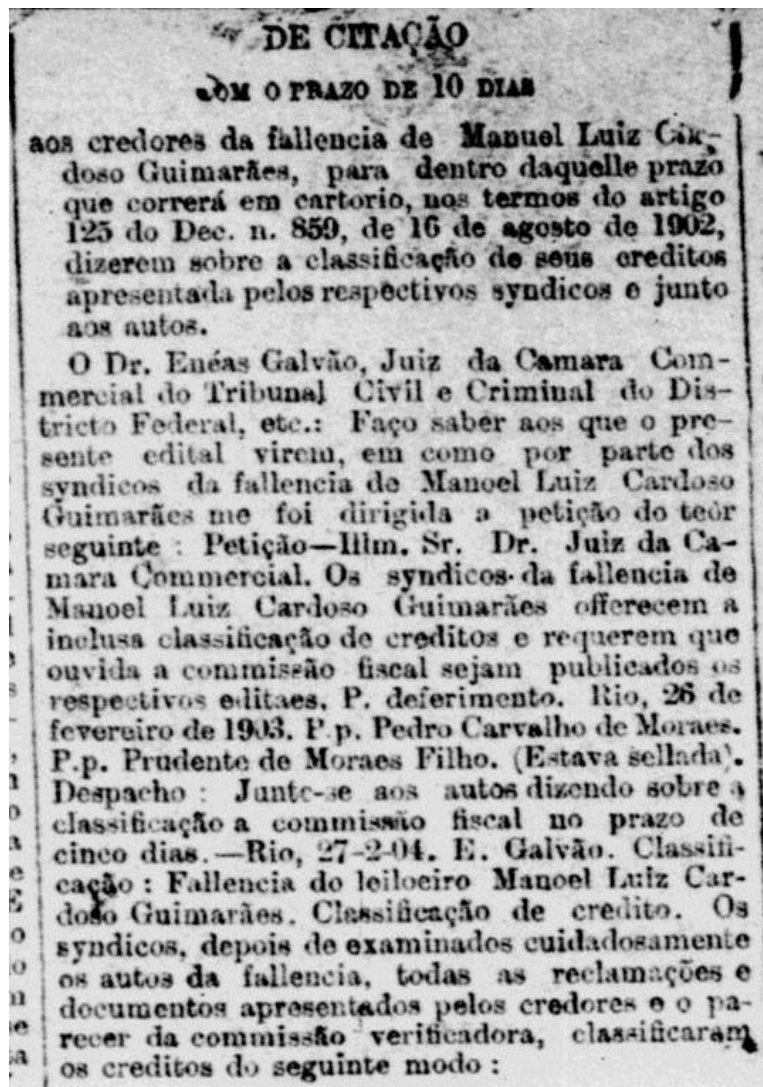 DE CITAÇÃO
COM O PRAZO DE 10 DIAS
aos credores da fallencia de Manuel Luiz Car-
doso Guimarães, para dentro daquelle prazo
que correrá em cartorio, nos termos do artigo
125 do Dec. n. 859, de 16 de agosto de 1902,
dizerem sobre a classificação de seus creditos
apresentada pelos respectivos syndicos e junto
aos autos.
O Dr. Enéas Galvão, Juiz da Camara Com-
mercial do Tribunal Civil e Criminal do Dis-
tricto Federal, etc.: Faço saber aos que o pre-
sente edital virem, em como por parte dos
syndicos da fallencia de Manoel Luiz Cardoso
Guimarães me foi dirigida a petição do teôr
seguinte : Petição—Illm. Sr. Dr. Juiz da Ca-
mara Commercial. Os syndicos da fallencia de
Manoel Luiz Cardoso Guimarães offerecem a
inclusa classificação de creditos e requerem que
ouvida a commissão fiscal sejam publicados os
respectivos editaes. P. deferimento. Rio, 26 de
fevereiro de 1903. P.p. Pedro Carvalho de Moraes.
P.p. Prudente de Moraes Filho. (Estava sellada).
Despacho : Junte-se aos autos dizendo sobre a
classificação a commissão fiscal no prazo de
cinco dias.—Rio, 27-2-04. E. Galvão. Classifi-
cação : Fallencia do leiloeiro Manoel Luiz Car-
doso Guimarães. Classificação de credito. Os
syndicos, depois de examinados cuidadosamente
os autos da fallencia, todas as reclamações e
documentos apresentados pelos credores e o pa-
recer da commissão verificadora, classificaram
os creditos do seguinte modo :